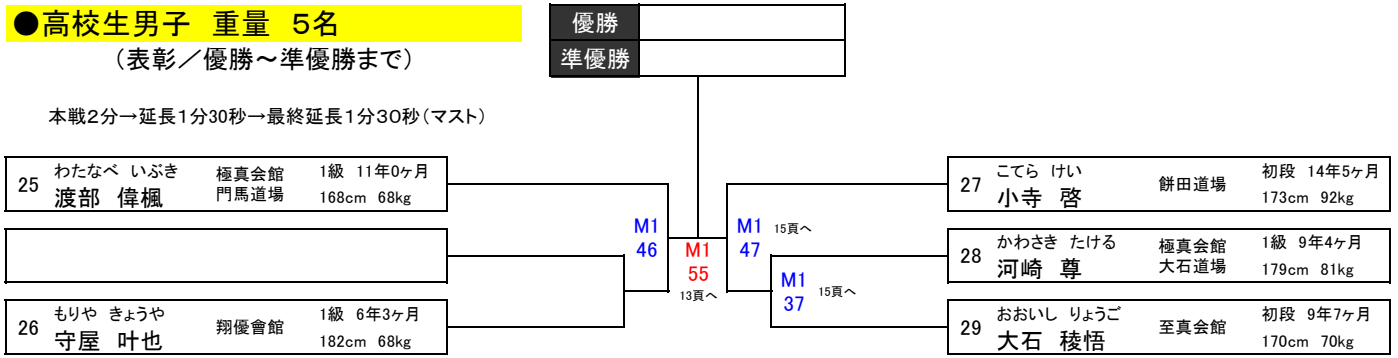 ●高校生男子　重量　5名
（表彰／優勝～準優勝まで）
優勝
準優勝
本戦2分→延長1分30秒→最終延長1分30秒（マスト）
25 わたなべ いぶき 極真会館 1級 11年0ヶ月
渡部 偉楓 門馬道場 168cm 68kg
26 もりや きょうや 翔優會館 1級 6年3ヶ月
守屋 叶也 182cm 68kg
M1
46
M1
55
13頁へ
M1 15頁へ
47
M1 15頁へ
37
27 こてら けい 餅田道場 初段 14年5ヶ月
小寺 啓 173cm 92kg
28 かわさき たける 極真会館 1級 9年4ヶ月
河崎 尊 大石道場 179cm 81kg
29 おおいし りょうご 至真会館 初段 9年7ヶ月
大石 稜悟 170cm 70kg